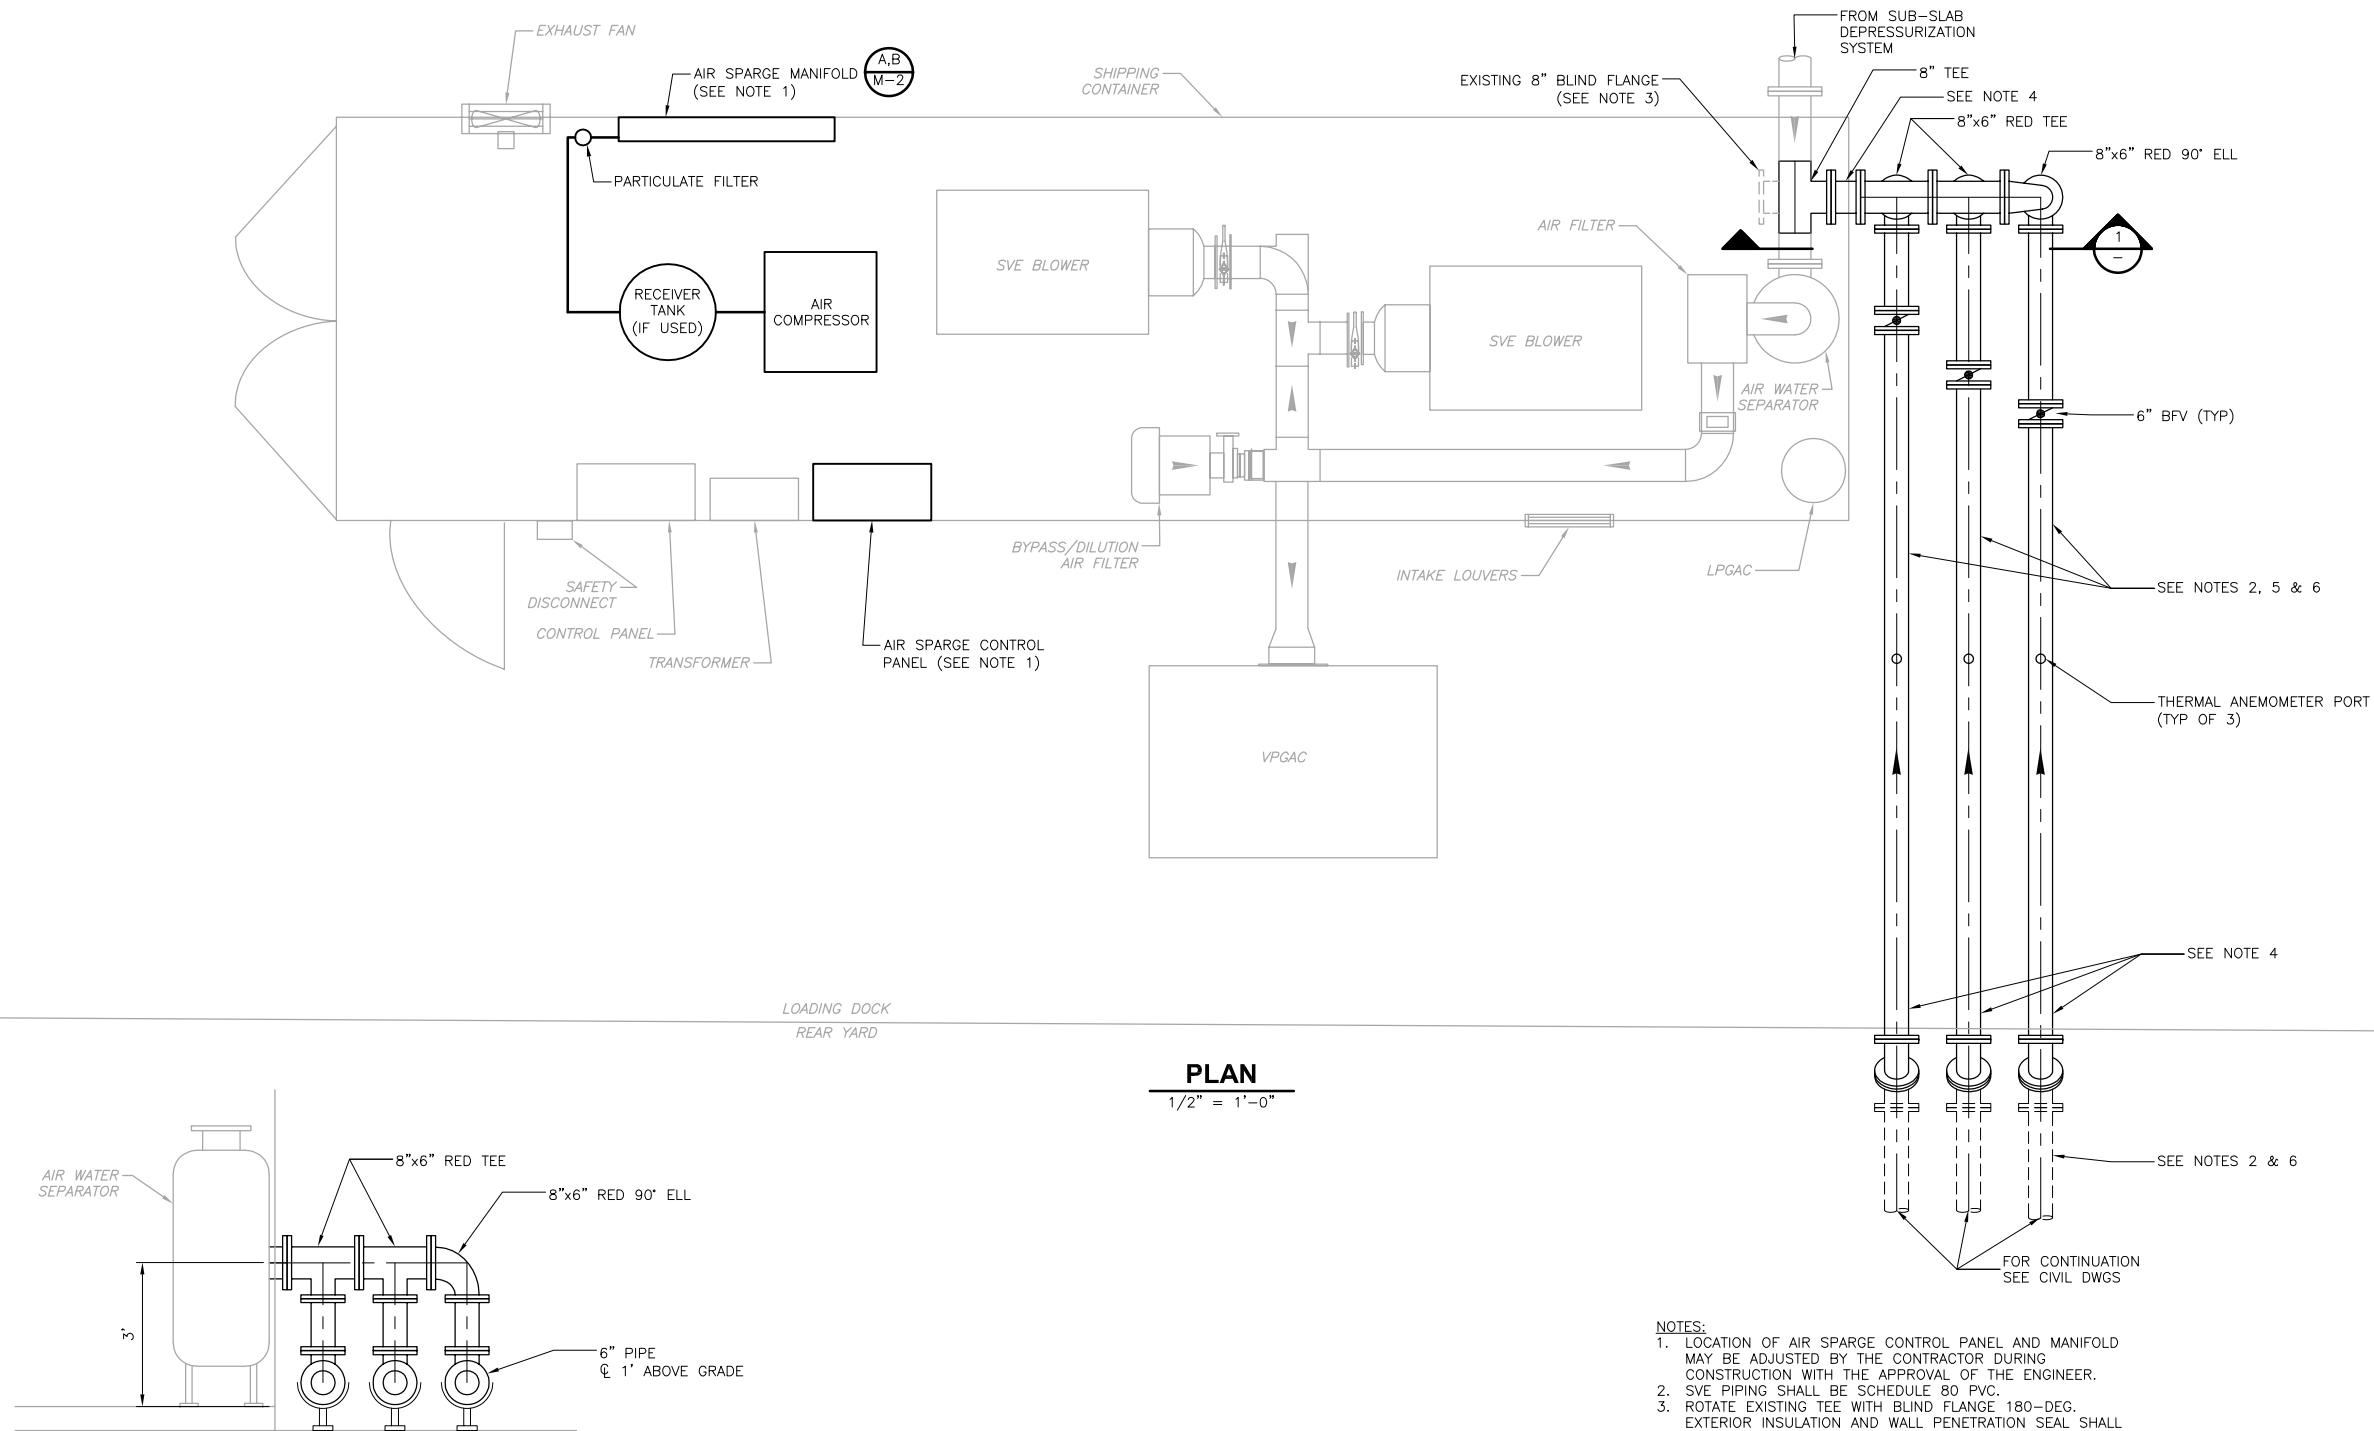 EXHAUST FAN
AIR SPARGE MANIFOLD
(SEE NOTE 1)
A,B
M-2
SHIPPING
CONTAINER
EXISTING 8" BLIND FLANGE
(SEE NOTE 3)
FROM SUB-SLAB
DEPRESSURIZATION
SYSTEM
8" TEE
SEE NOTE 4
8"x6" RED TEE
8"x6" RED 90° ELL
PARTICULATE FILTER
RECEIVER
TANK
(IF USED)
AIR
COMPRESSOR
SVE BLOWER
SVE BLOWER
AIR FILTER
1
-
AIR WATER
SEPARATOR
6" BFV (TYP)
BYPASS/DILUTION
AIR FILTER
INTAKE LOUVERS
LPGAC
SEE NOTES 2, 5 & 6
SAFETY
DISCONNECT
CONTROL PANEL
TRANSFORMER
AIR SPARGE CONTROL
PANEL (SEE NOTE 1)
THERMAL ANEMOMETER PORT
(TYP OF 3)
VPGAC
SEE NOTE 4
LOADING DOCK
REAR YARD
PLAN
1/2" = 1'-0"
SEE NOTES 2 & 6
FOR CONTINUATION
SEE CIVIL DWGS
AIR WATER
SEPARATOR
8"x6" RED TEE
8"x6" RED 90° ELL
3'
6" PIPE
℄ 1' ABOVE GRADE
NOTES:
1. LOCATION OF AIR SPARGE CONTROL PANEL AND MANIFOLD
MAY BE ADJUSTED BY THE CONTRACTOR DURING
CONSTRUCTION WITH THE APPROVAL OF THE ENGINEER.
2. SVE PIPING SHALL BE SCHEDULE 80 PVC.
3. ROTATE EXISTING TEE WITH BLIND FLANGE 180-DEG.
EXTERIOR INSULATION AND WALL PENETRATION SEAL SHALL